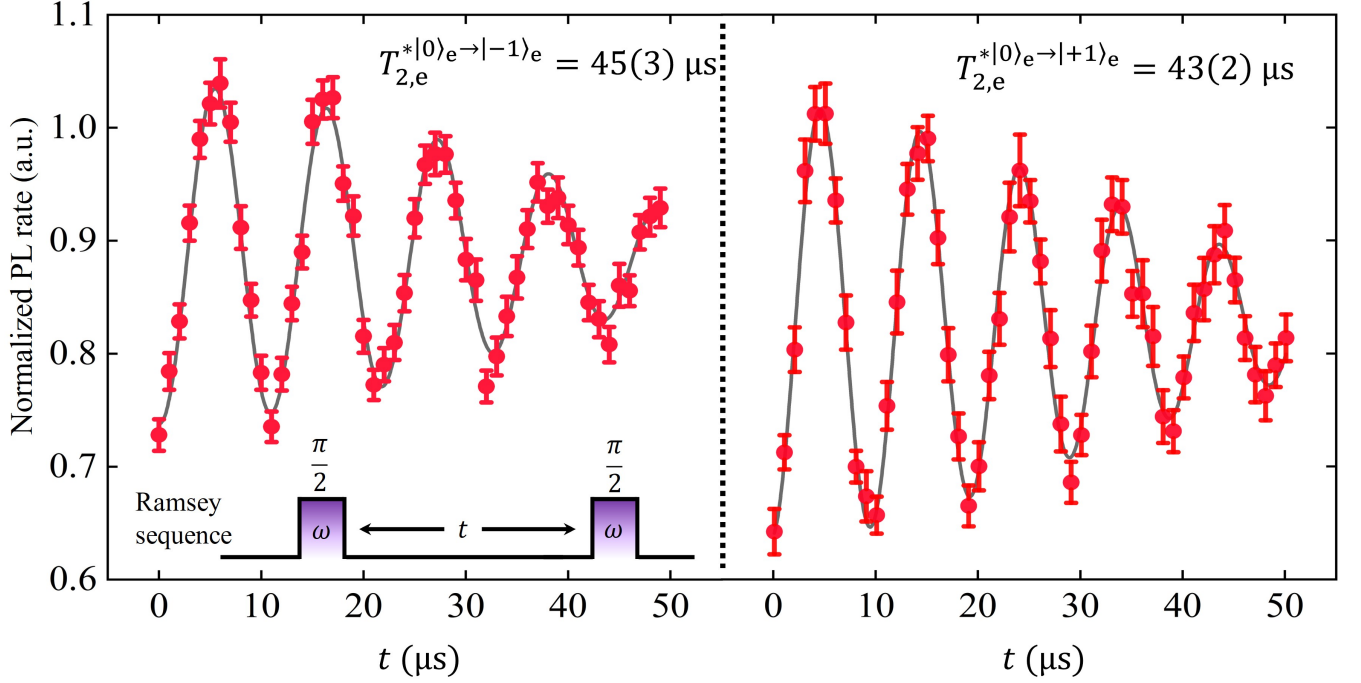 1.1
1.0
0.9
0.8
0.7
0.6
Normalized PL rate (a.u.)
T*|0⟩e→|−1⟩e 2,e = 45(3) μs
T*|0⟩e→|+1⟩e 2,e = 43(2) μs
π/2
π/2
Ramsey
sequence
ω
t
ω
0 10 20 30 40 50
0 10 20 30 40 50
t (μs)
t (μs)